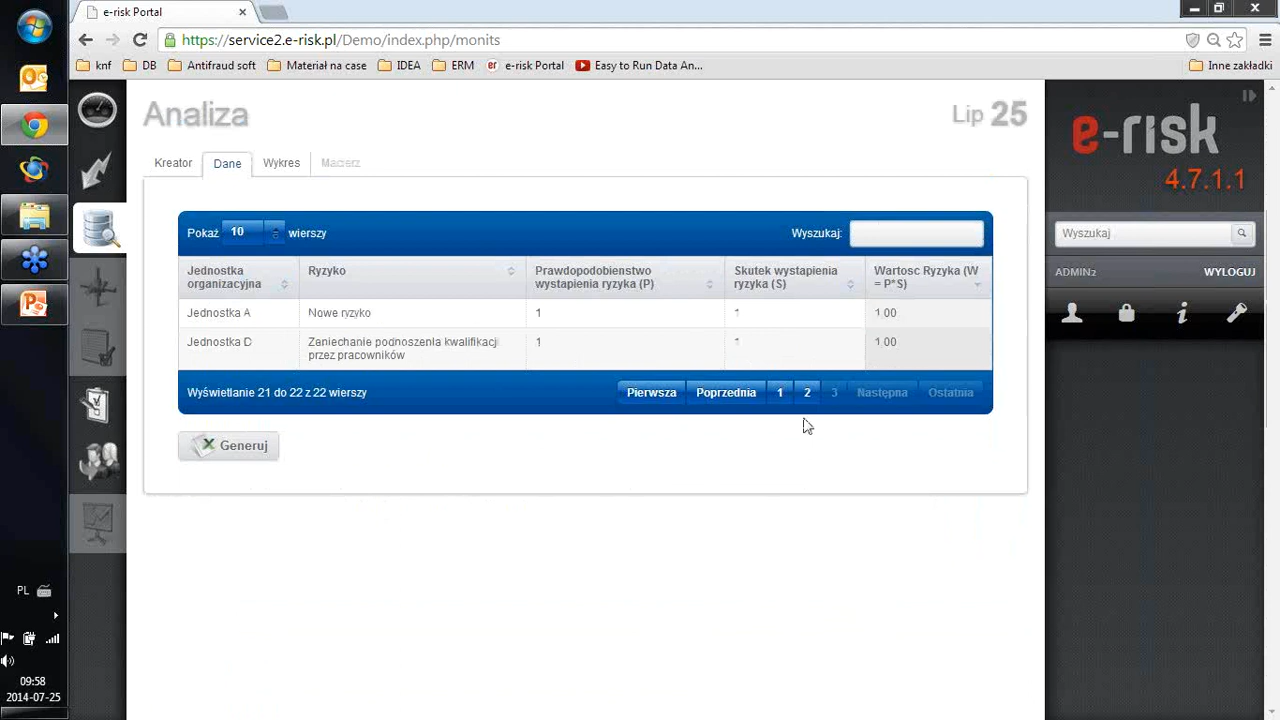 e-risk Portal
https://service2.e-risk.pl/Demo/index.php/monits
knf DB Antifraud soft Materiał na case IDEA ERM e-risk Portal Easy to Run Data An... Inne zakładki
Analiza Lip 25
Kreator Dane Wykres Macierz
Pokaż 10 wierszy Wyszukaj:
Jednostka organizacyjna
Ryzyko
Prawdopodobienstwo wystapienia ryzyka (P)
Skutek wystapienia ryzyka (S)
Wartosc Ryzyka (W = P*S)
Jednostka A Nowe ryzyko 1 1 1.00
Jednostka D Zaniechanie podnoszenia kwalifikacji 1 1 1.00
przez pracowników
Wyświetlanie 21 do 22 z 22 wierszy Pierwsza Poprzednia 1 2 3 Następna Ostatnia
Generuj
e-risk
4.7.1.1
Wyszukaj
ADMIN2 WYLOGUJ
PL
09:58
2014-07-25